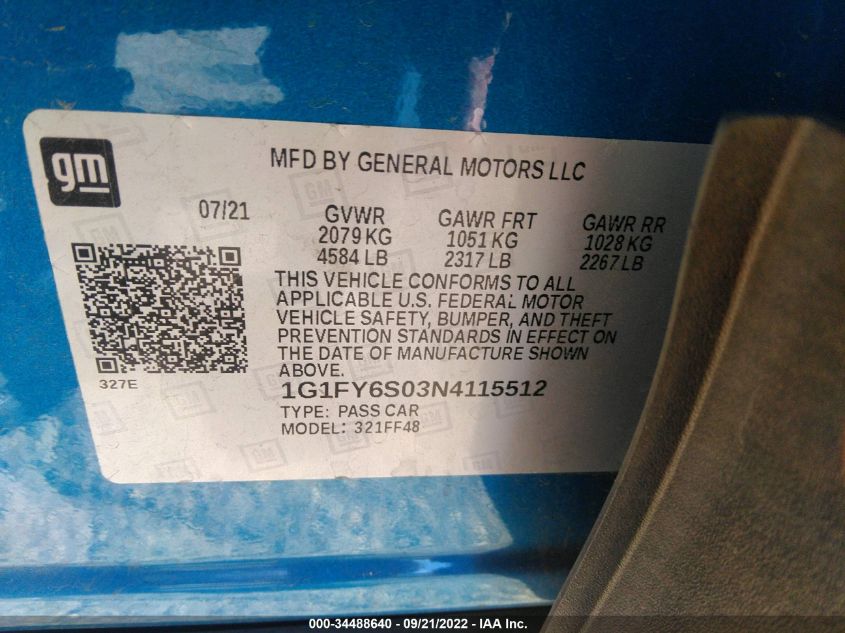 gm
MFD BY GENERAL MOTORS LLC
07/21 GVWR GAWR FRT GAWR RR
2079 KG 1051 KG 1028 KG
4584 LB 2317 LB 2267 LB
THIS VEHICLE CONFORMS TO ALL
APPLICABLE U.S. FEDERAL MOTOR
VEHICLE SAFETY, BUMPER, AND THEFT
PREVENTION STANDARDS IN EFFECT ON
THE DATE OF MANUFACTURE SHOWN
ABOVE.
327E
1G1FY6S03N4115512
TYPE: PASS CAR
MODEL: 321FF48
000-34488640 - 09/21/2022 - IAA Inc.